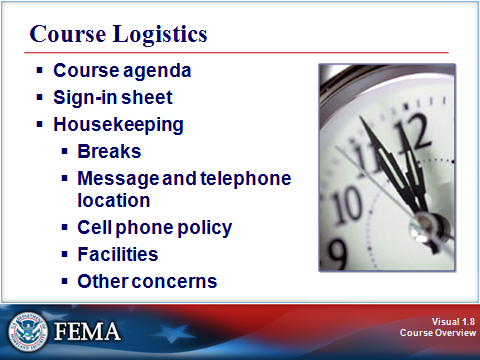 Course Logistics
Course agenda
Sign-in sheet
Housekeeping
Breaks
Message and telephone
location
Cell phone policy
Facilities
Other concerns
12
11
10
9
FEMA
Visual 1.8
Course Overview